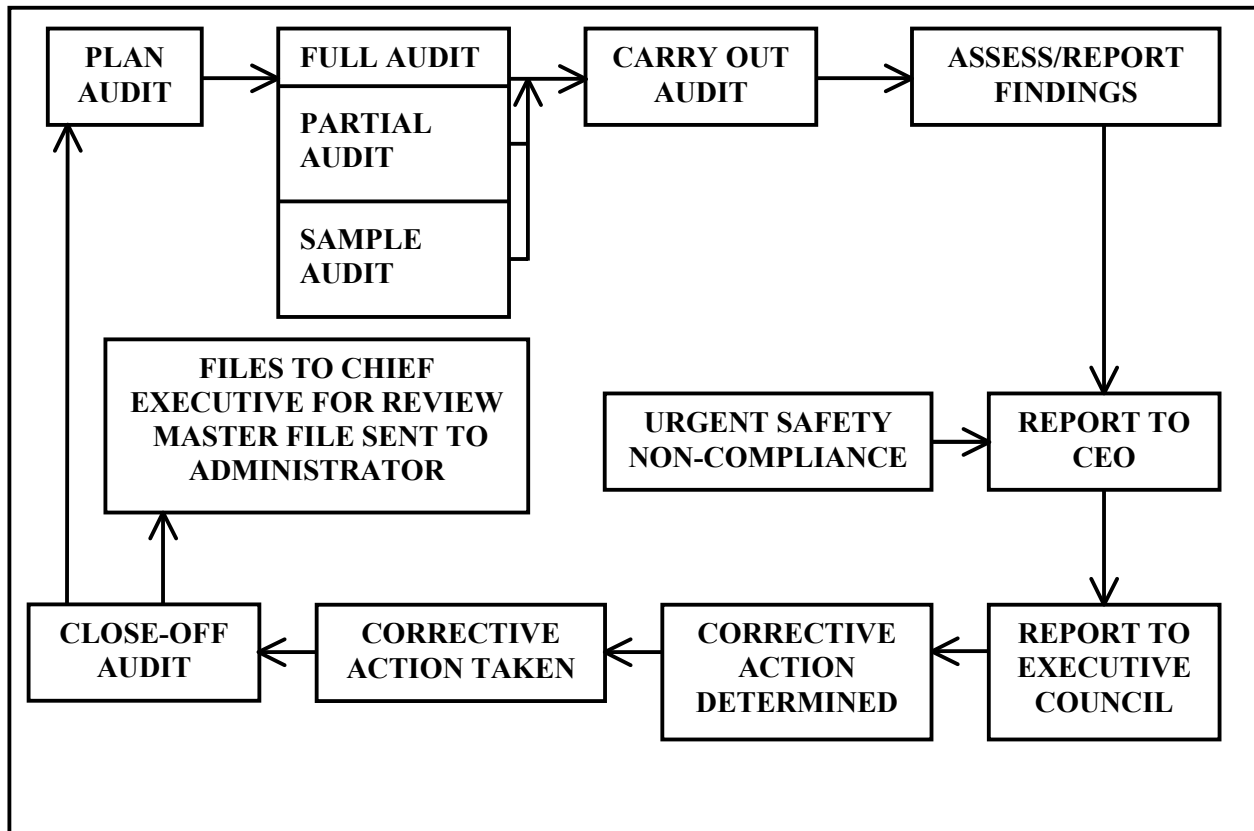 PLAN
AUDIT
FULL AUDIT
PARTIAL
AUDIT
SAMPLE
AUDIT
CARRY OUT
AUDIT
ASSESS/REPORT
FINDINGS
FILES TO CHIEF
EXECUTIVE FOR REVIEW
MASTER FILE SENT TO
ADMINISTRATOR
URGENT SAFETY
NON-COMPLIANCE
REPORT TO
CEO
CLOSE-OFF
AUDIT
CORRECTIVE
ACTION TAKEN
CORRECTIVE
ACTION
DETERMINED
REPORT TO
EXECUTIVE
COUNCIL